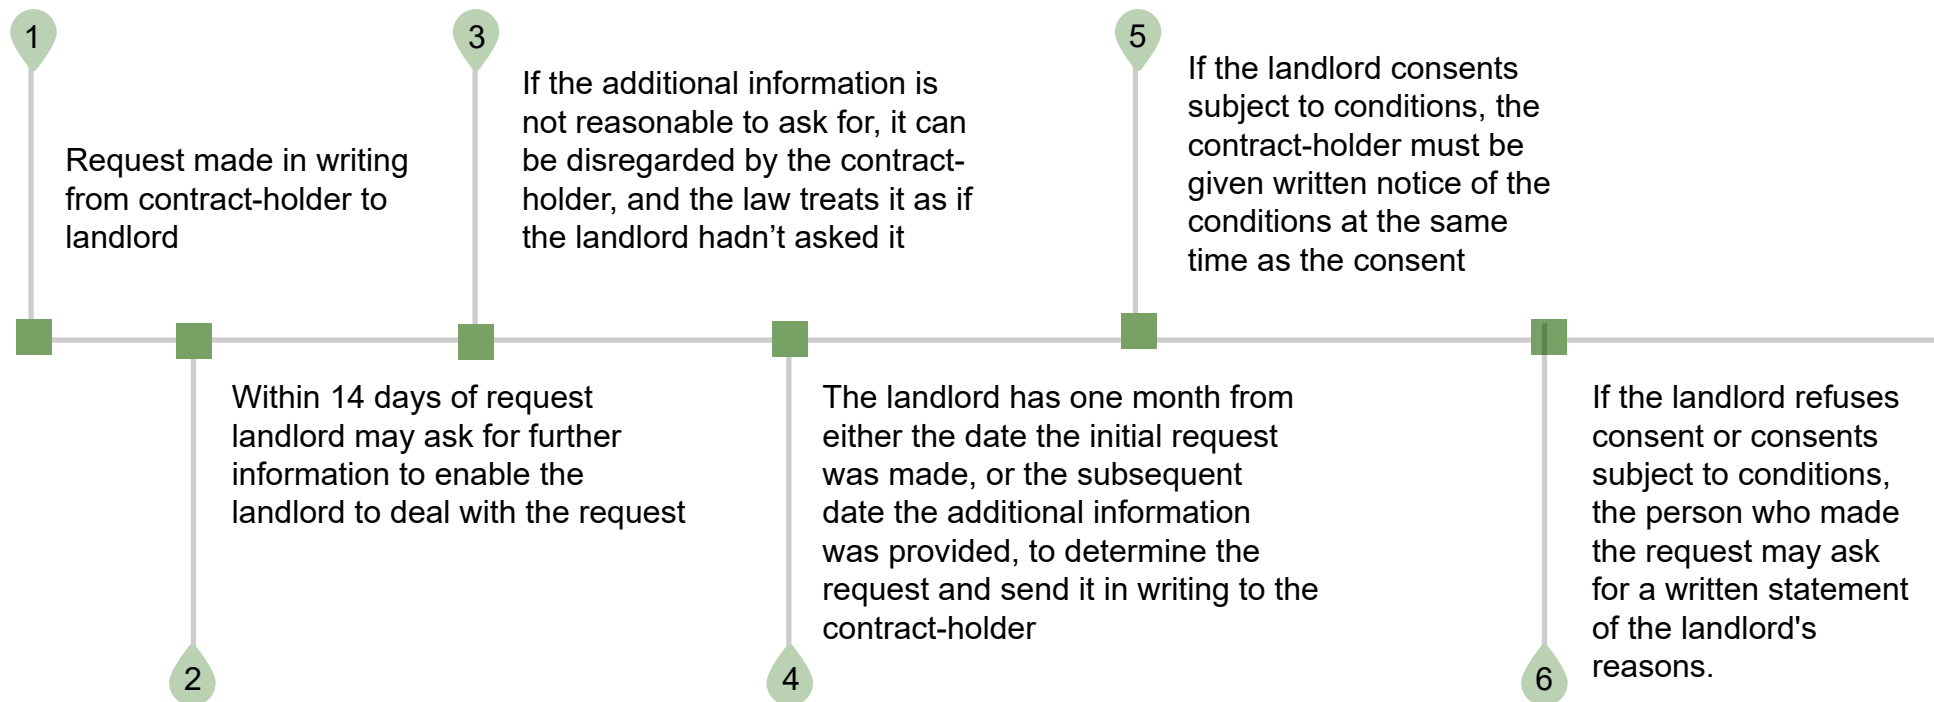 1
Request made in writing
from contract-holder to
landlord
2
Within 14 days of request
landlord may ask for further
information to enable the
landlord to deal with the request
3
If the additional information is
not reasonable to ask for, it can
be disregarded by the contract-
holder, and the law treats it as if
the landlord hadn’t asked it
4
The landlord has one month from
either the date the initial request
was made, or the subsequent
date the additional information
was provided, to determine the
request and send it in writing to the
contract-holder
5
If the landlord consents
subject to conditions, the
contract-holder must be
given written notice of the
conditions at the same
time as the consent
6
If the landlord refuses
consent or consents
subject to conditions,
the person who made
the request may ask
for a written statement
of the landlord's
reasons.